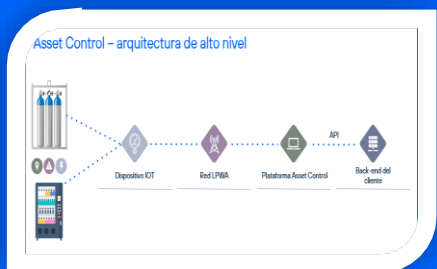 Asset Control – arquitectura de alto nivel
API
Dispositivo IOT
Red LPWA
Plataforma Asset Control
Back-end del
cliente